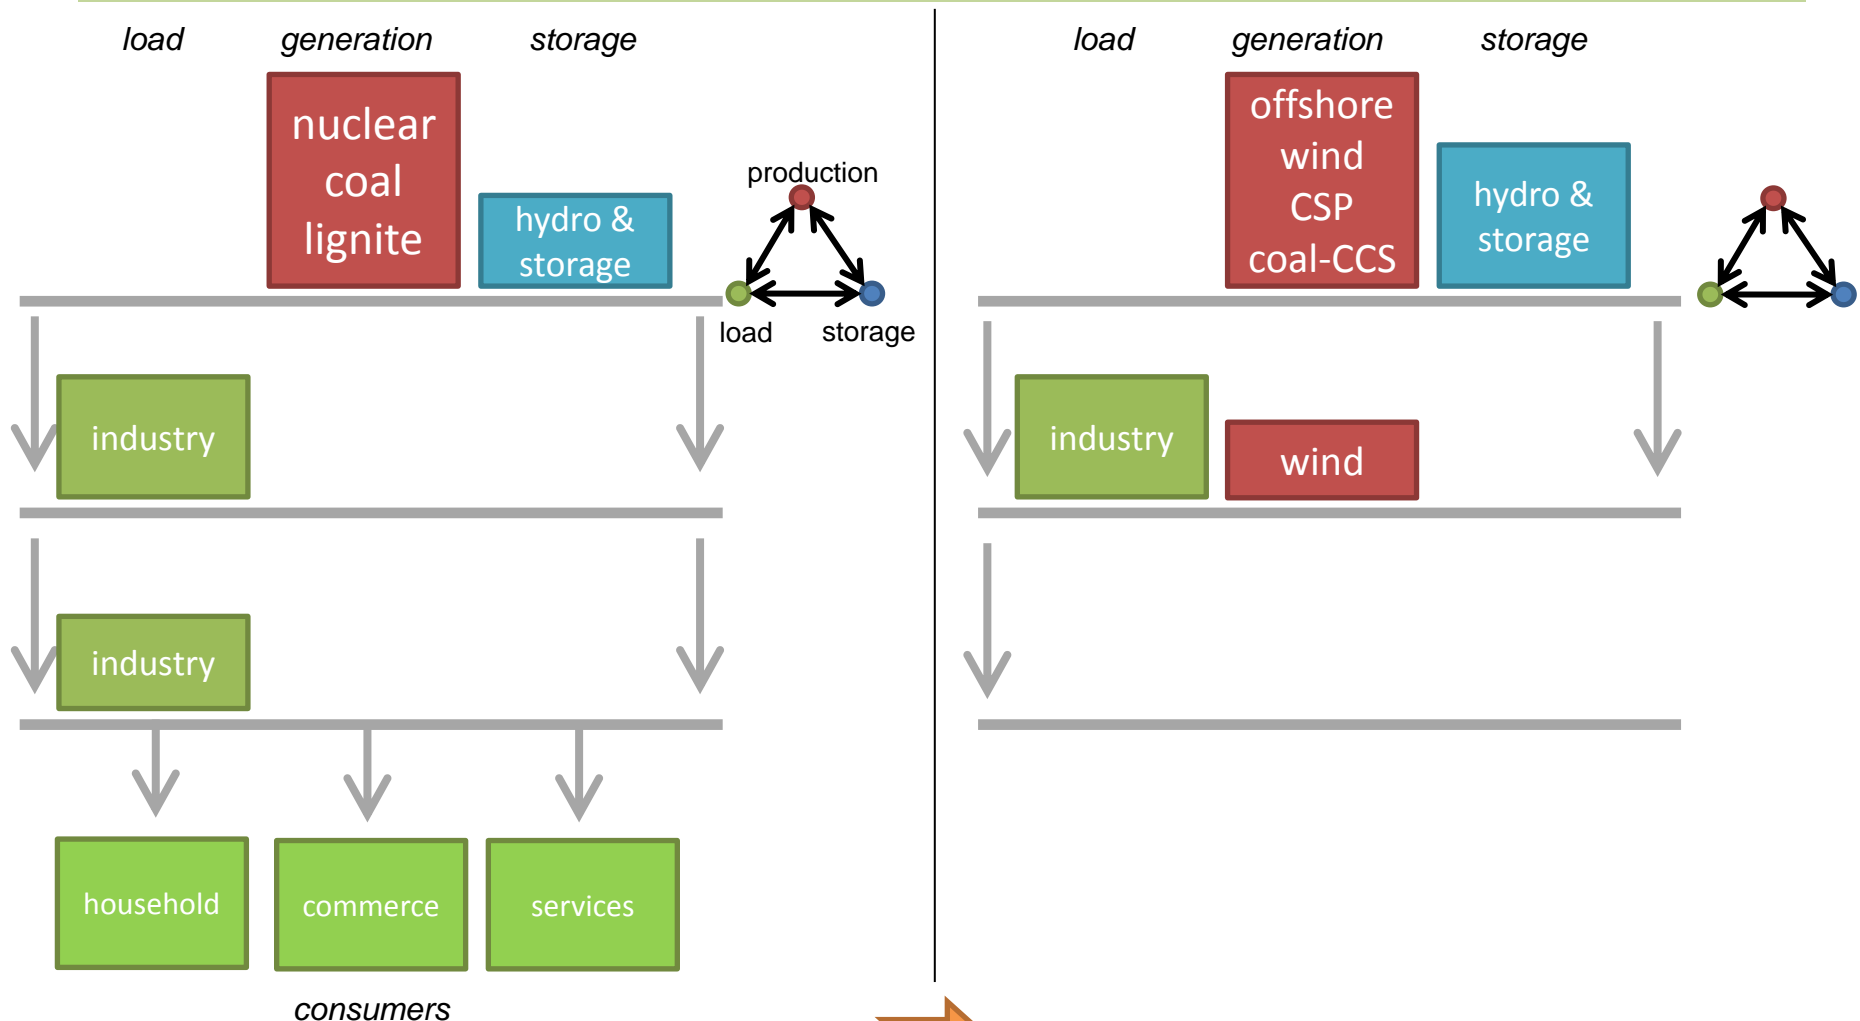 load generation storage
nuclear
coal
lignite
hydro &
storage
production
load storage
industry
industry
household commerce services
consumers
load generation storage
offshore
wind
CSP
coal-CCS
hydro &
storage
industry
wind